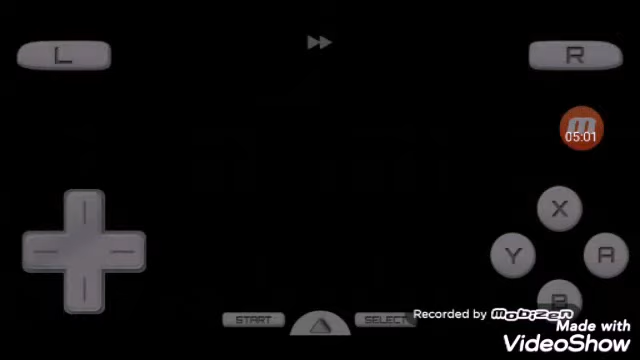 L
R
05:01
X
Y
A
B
START
SELECT
Recorded by Mobizen
Made with
VideoShow